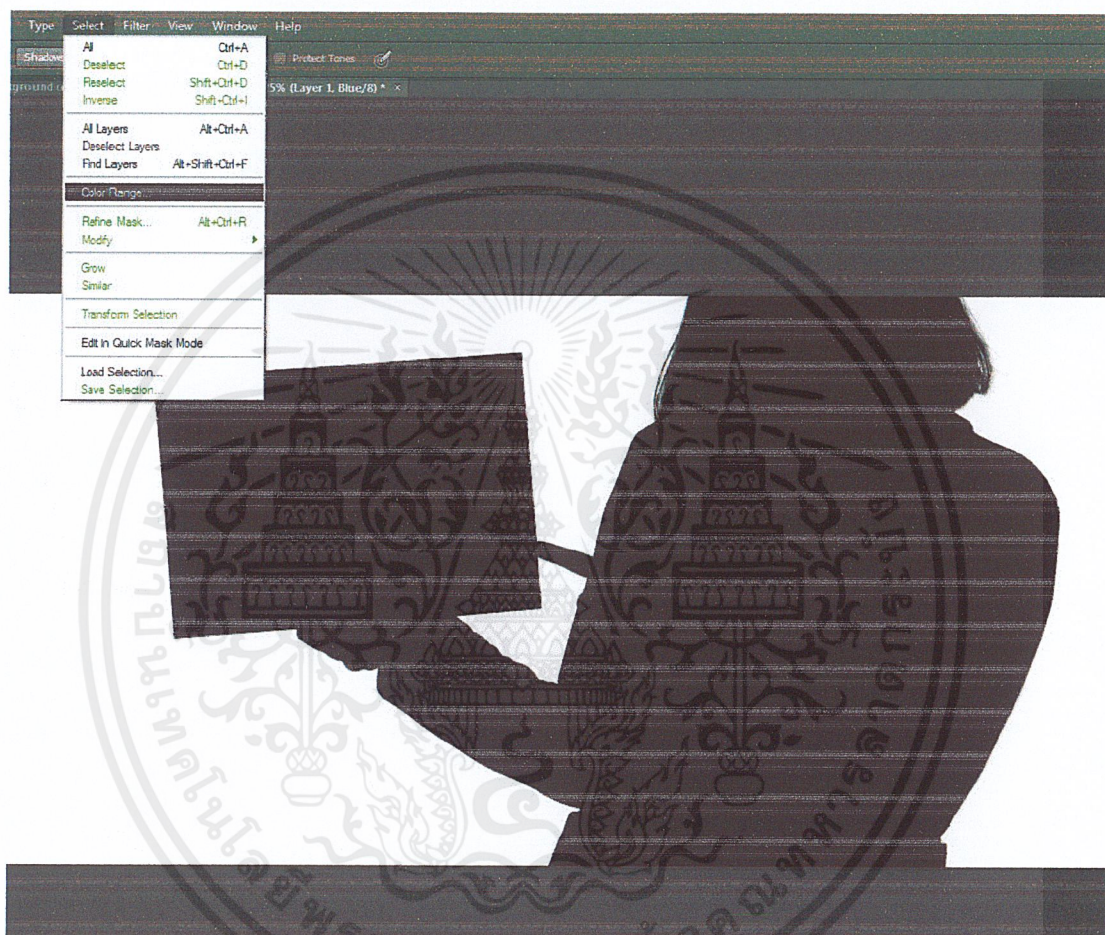 Type Select Filter View Window Help
Protect Tones
5% (Layer 1, Blue/8) * ×
All Ctrl+A
Deselect Ctrl+D
Reselect Shift+Ctrl+D
Inverse Shift+Ctrl+I
All Layers Alt+Ctrl+A
Deselect Layers
Find Layers Alt+Shift+Ctrl+F
Color Range...
Refine Mask... Alt+Ctrl+R
Modify
Grow
Similar
Transform Selection
Edit in Quick Mask Mode
Load Selection...
Save Selection...